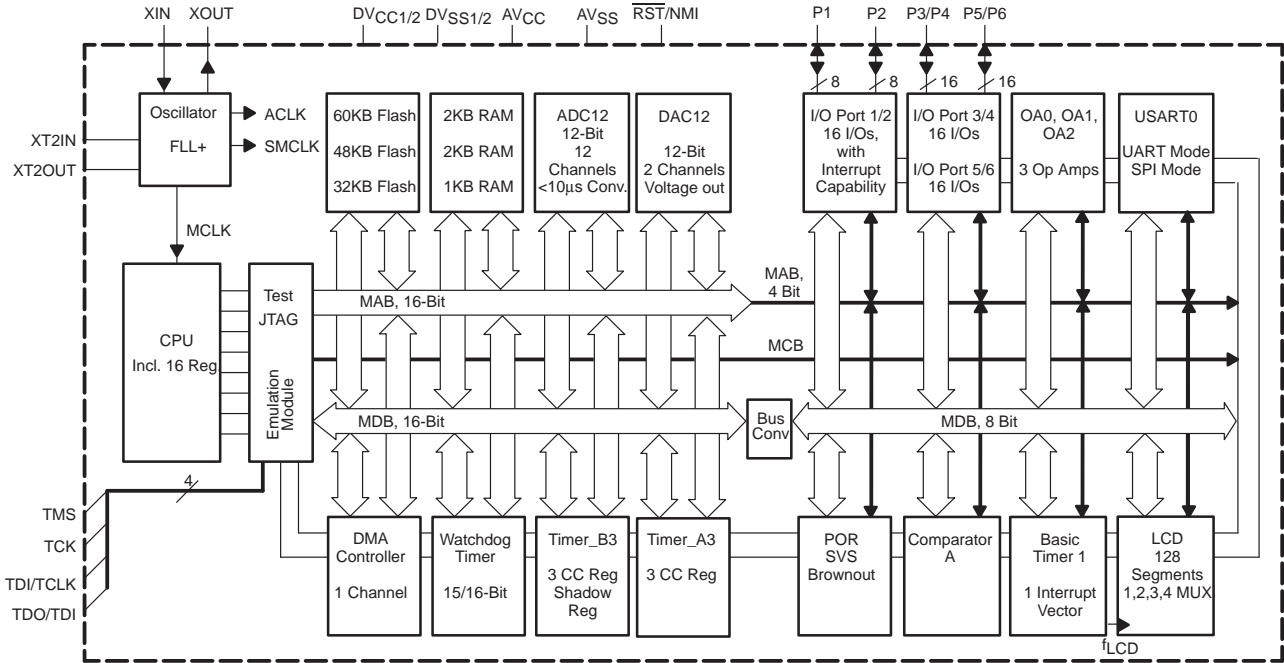 XIN
XOUT
DVCC1/2
DVSS1/2
AVCC
AVSS
RST/NMI
P1
P2
P3/P4
P5/P6
8
8
16
16
XT2IN
XT2OUT
Oscillator
FLL+
ACLK
SMCLK
60KB Flash
48KB Flash
32KB Flash
2KB RAM
2KB RAM
1KB RAM
ADC12
12-Bit
12
Channels
<10μs Conv.
DAC12
12-Bit
2 Channels
Voltage out
I/O Port 1/2
16 I/Os,
with
Interrupt
Capability
I/O Port 3/4
16 I/Os
I/O Port 5/6
16 I/Os
OA0, OA1,
OA2
3 Op Amps
USART0
UART Mode
SPI Mode
MCLK
CPU
Incl. 16 Reg.
Test
JTAG
Emulation
Module
MAB, 16-Bit
MAB,
4 Bit
MCB
MDB, 16-Bit
Bus
Conv
MDB, 8 Bit
4
TMS
TCK
TDI/TCLK
TDO/TDI
DMA
Controller
1 Channel
Watchdog
Timer
15/16-Bit
Timer_B3
3 CC Reg
Shadow
Reg
Timer_A3
3 CC Reg
POR
SVS
Brownout
Comparator
A
Basic
Timer 1
1 Interrupt
Vector
LCD
128
Segments
1,2,3,4 MUX
fLCD